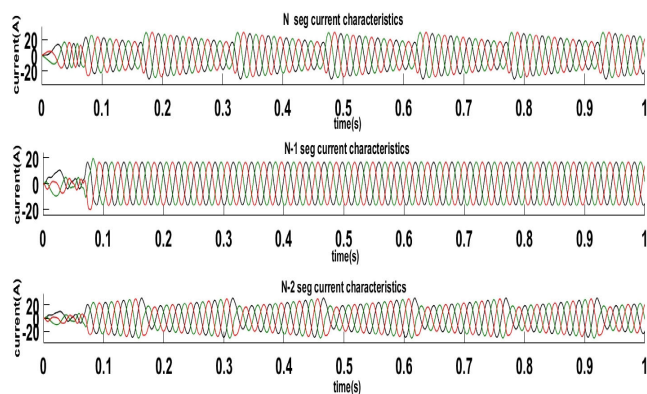 N seg current characteristics
current(A)
20
0
-20
0 0.1 0.2 0.3 0.4 0.5 0.6 0.7 0.8 0.9 1
time(s)
N-1 seg current characteristics
current(A)
20
0
-20
0 0.1 0.2 0.3 0.4 0.5 0.6 0.7 0.8 0.9 1
time(s)
N-2 seg current characteristics
current(A)
20
0
-20
0 0.1 0.2 0.3 0.4 0.5 0.6 0.7 0.8 0.9 1
time(s)